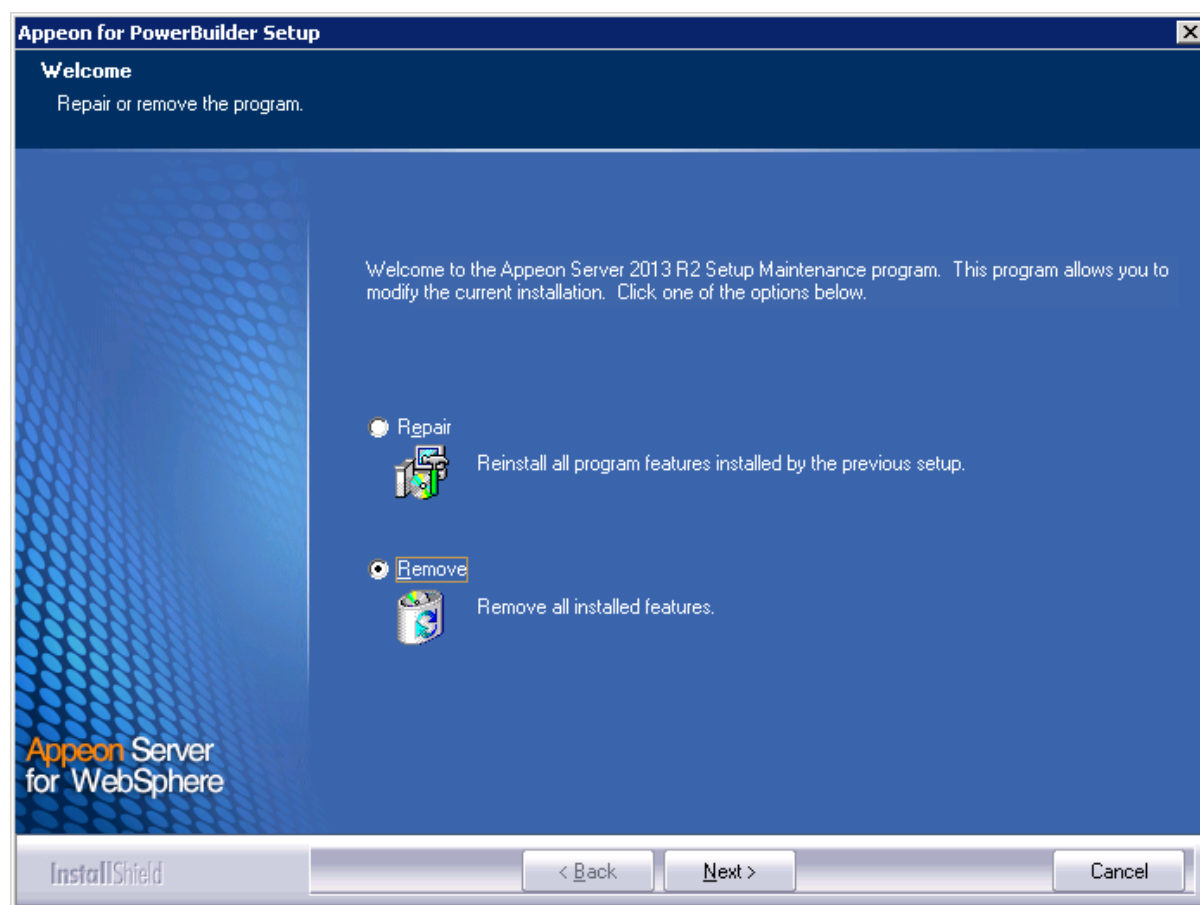 Appeon for PowerBuilder Setup
Welcome
Repair or remove the program.
Welcome to the Appeon Server 2013 R2 Setup Maintenance program.  This program allows you to
modify the current installation.  Click one of the options below.
Repair
Reinstall all program features installed by the previous setup.
Remove
Remove all installed features.
Appeon Server
for WebSphere
InstallShield
< Back
Next >
Cancel